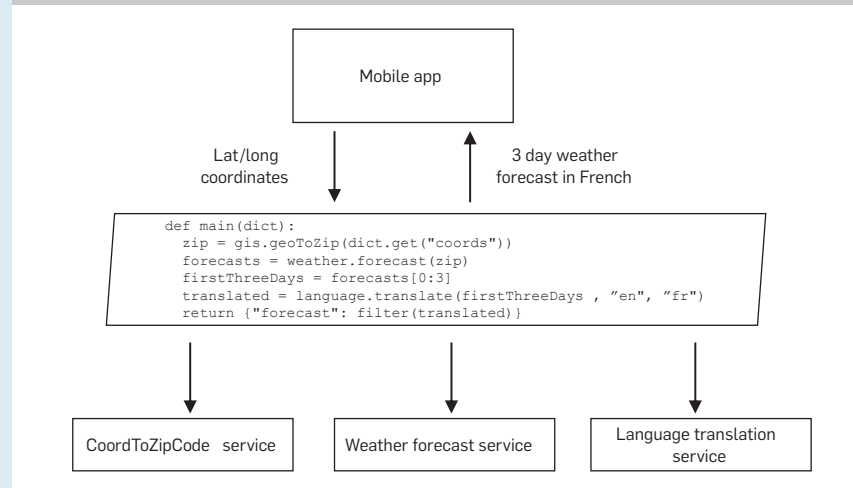 Mobile app
Lat/long
coordinates
3 day weather
forecast in French
def main(dict):
zip = gis.geoToZip(dict.get("coords"))
forecasts = weather.forecast(zip)
firstThreeDays = forecasts[0:3]
translated = language.translate(firstThreeDays , ”en", ”fr")
return {"forecast": filter(translated)}
CoordToZipCode service
Weather forecast service
Language translation
service